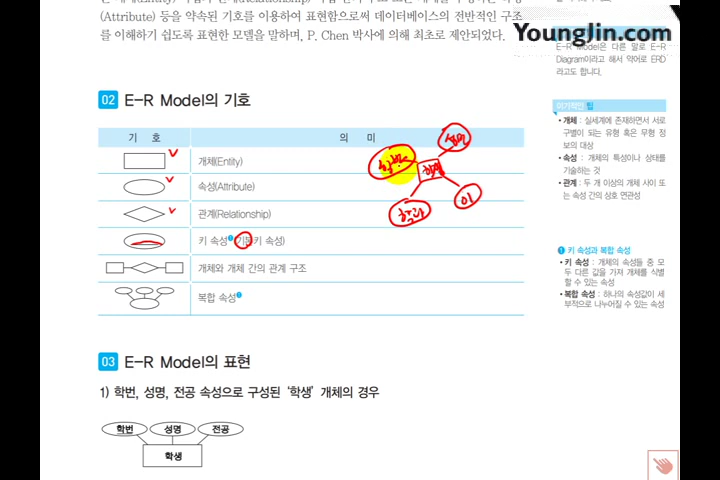 (Attribute) 등을 약속된 기호를 이용하여 표현함으로써 데이터베이스의 전반적인 구조
를 이해하기 쉽도록 표현한 모델을 말하며, P. Chen 박사에 의해 최초로 제안되었다.
YoungJin.com
E-R Model은 다른 말로 E-R
Diagram이라고 해서 약어로 ERD
라고도 합니다.
02 E-R Model의 기호
기 호 의 미
개체(Entity)
속성(Attribute)
관계(Relationship)
키 속성❶(기본키 속성)
개체와 개체 간의 관계 구조
복합 속성❶
학번
성명
학생
학과
팁
• 개체 : 실세계에 존재하면서 서로
구별이 되는 유형 혹은 무형 정
보의 대상
• 속성 : 개체의 특성이나 상태를
기술하는 것
• 관계 : 두 개 이상의 개체 사이 또
는 속성 간의 상호 연관성
❶ 키 속성과 복합 속성
• 키 속성 : 개체의 속성들 중 모
두 다른 값을 가져 개체를 식별
할 수 있는 속성
• 복합 속성 : 하나의 속성값이 세
부적으로 나누어질 수 있는 속성
03 E-R Model의 표현
1) 학번, 성명, 전공 속성으로 구성된 '학생' 개체의 경우
학번 성명 전공
학생